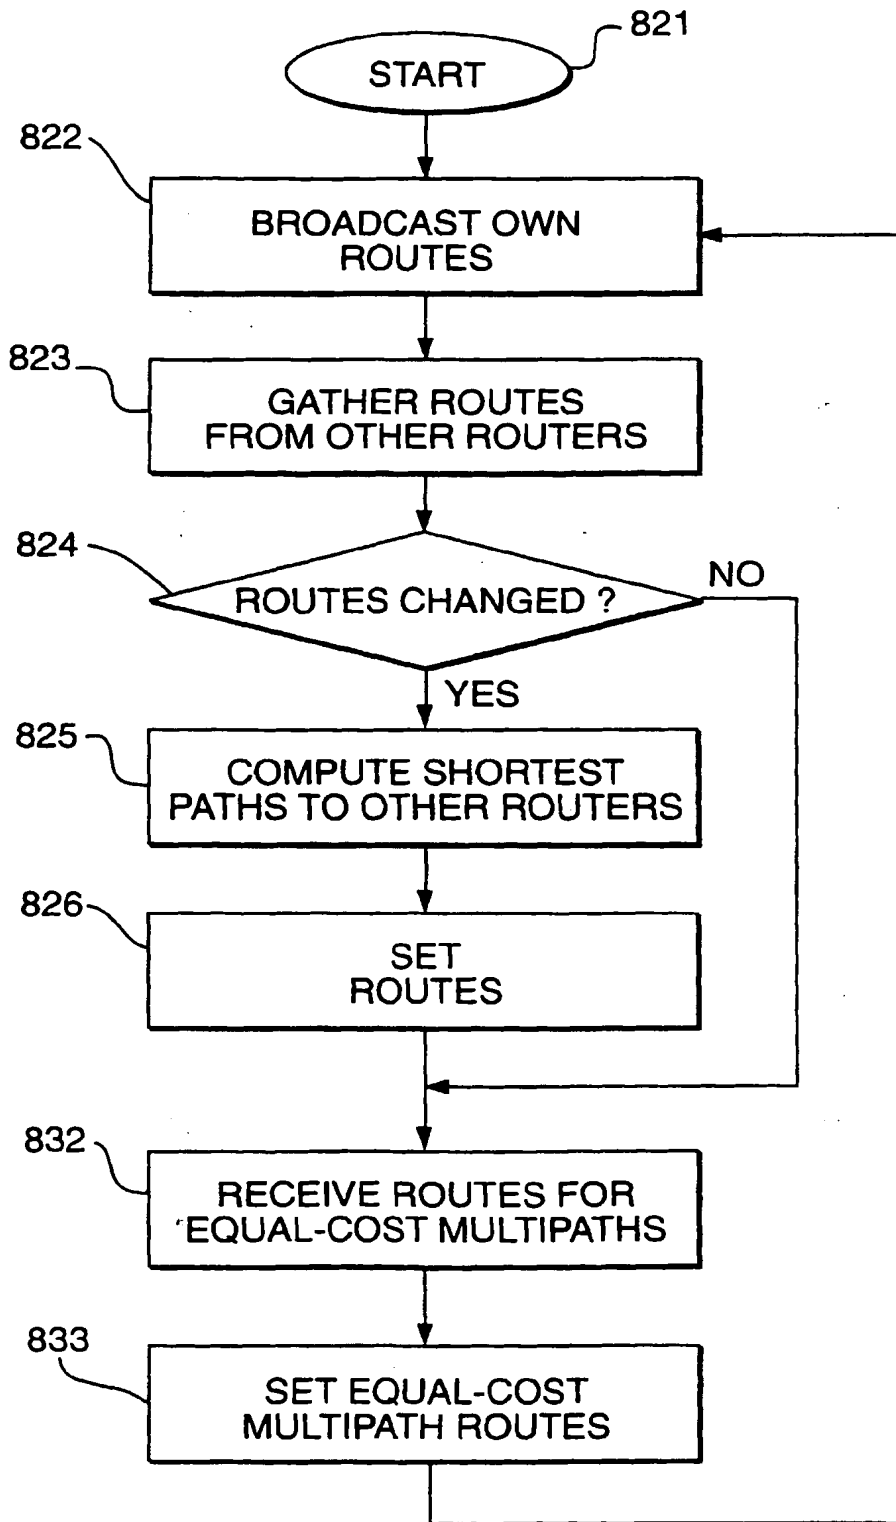 821
START
822
BROADCAST OWN
ROUTES
823
GATHER ROUTES
FROM OTHER ROUTERS
824
ROUTES CHANGED ?
NO
YES
825
COMPUTE SHORTEST
PATHS TO OTHER ROUTERS
826
SET
ROUTES
832
RECEIVE ROUTES FOR
EQUAL-COST MULTIPATHS
833
SET EQUAL-COST
MULTIPATH ROUTES